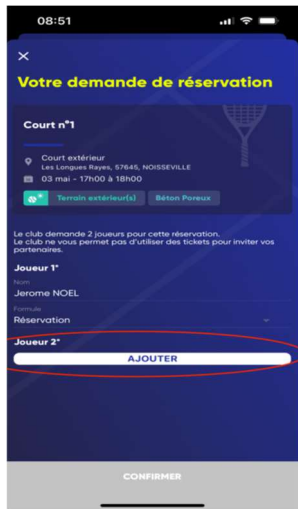 08:51
Votre demande de réservation
Court n°1
Court extérieur
Les Longues Rayes, 57645, NOISSEVILLE
03 mai - 17h00 à 18h00
Terrain extérieur(s)
Béton Poreux
Le club demande 2 joueurs pour cette réservation.
Le club ne vous permet pas d'utiliser des tickets pour inviter vos
partenaires.
Joueur 1*
Nom
Jerome NOEL
Formule
Réservation
Joueur 2*
AJOUTER
CONFIRMER